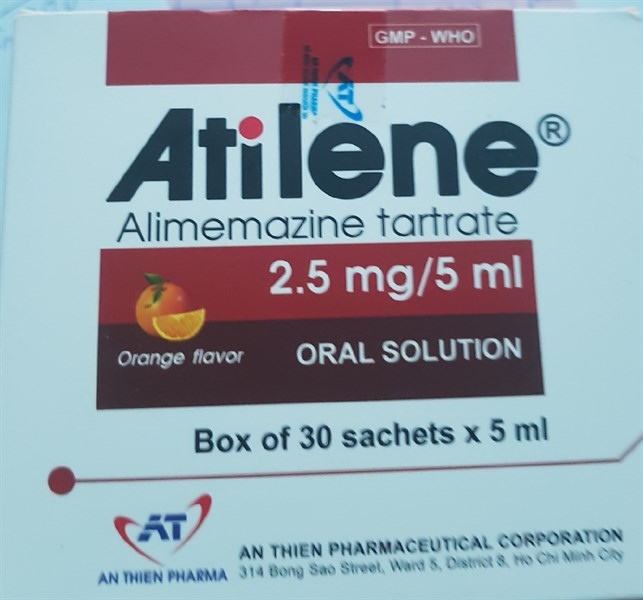 GMP - WHO
AT
Atilene®
Alimemazine tartrate
2.5 mg/5 ml
Orange flavor
ORAL SOLUTION
Box of 30 sachets x 5 ml
AT
AN THIEN PHARMA
AN THIEN PHARMACEUTICAL CORPORATION
314 Bong Sao Street, Ward 5, District 8, Ho Chi Minh City